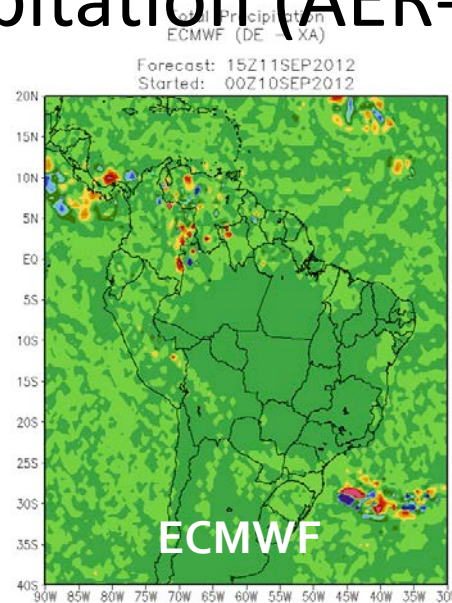 pitation (AER-
Total Precipitation
ECMWF (DE - XA)
Forecast: 15Z11SEP2012
Started: 00Z10SEP2012
20N
15N
10N
5N
EQ
5S
10S
15S
20S
25S
30S
35S
40S
ECMWF
90W 85W 80W 75W 70W 65W 60W 55W 50W 45W 40W 35W